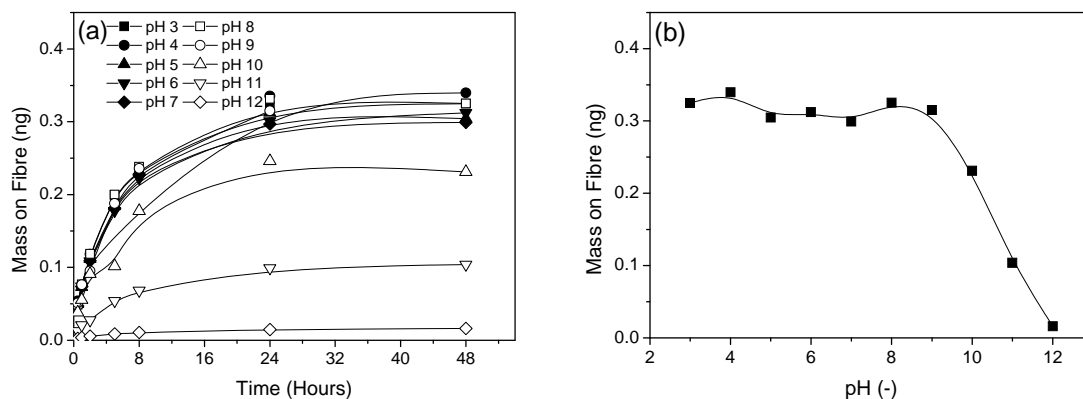 (a)
pH 3 pH 8
pH 4 pH 9
pH 5 pH 10
pH 6 pH 11
pH 7 pH 12
Mass on Fibre (ng)
0.4
0.3
0.2
0.1
0.0
0 8 16 24 32 40 48
Time (Hours)
(b)
Mass on Fibre (ng)
0.4
0.3
0.2
0.1
0.0
2 4 6 8 10 12
pH (-)